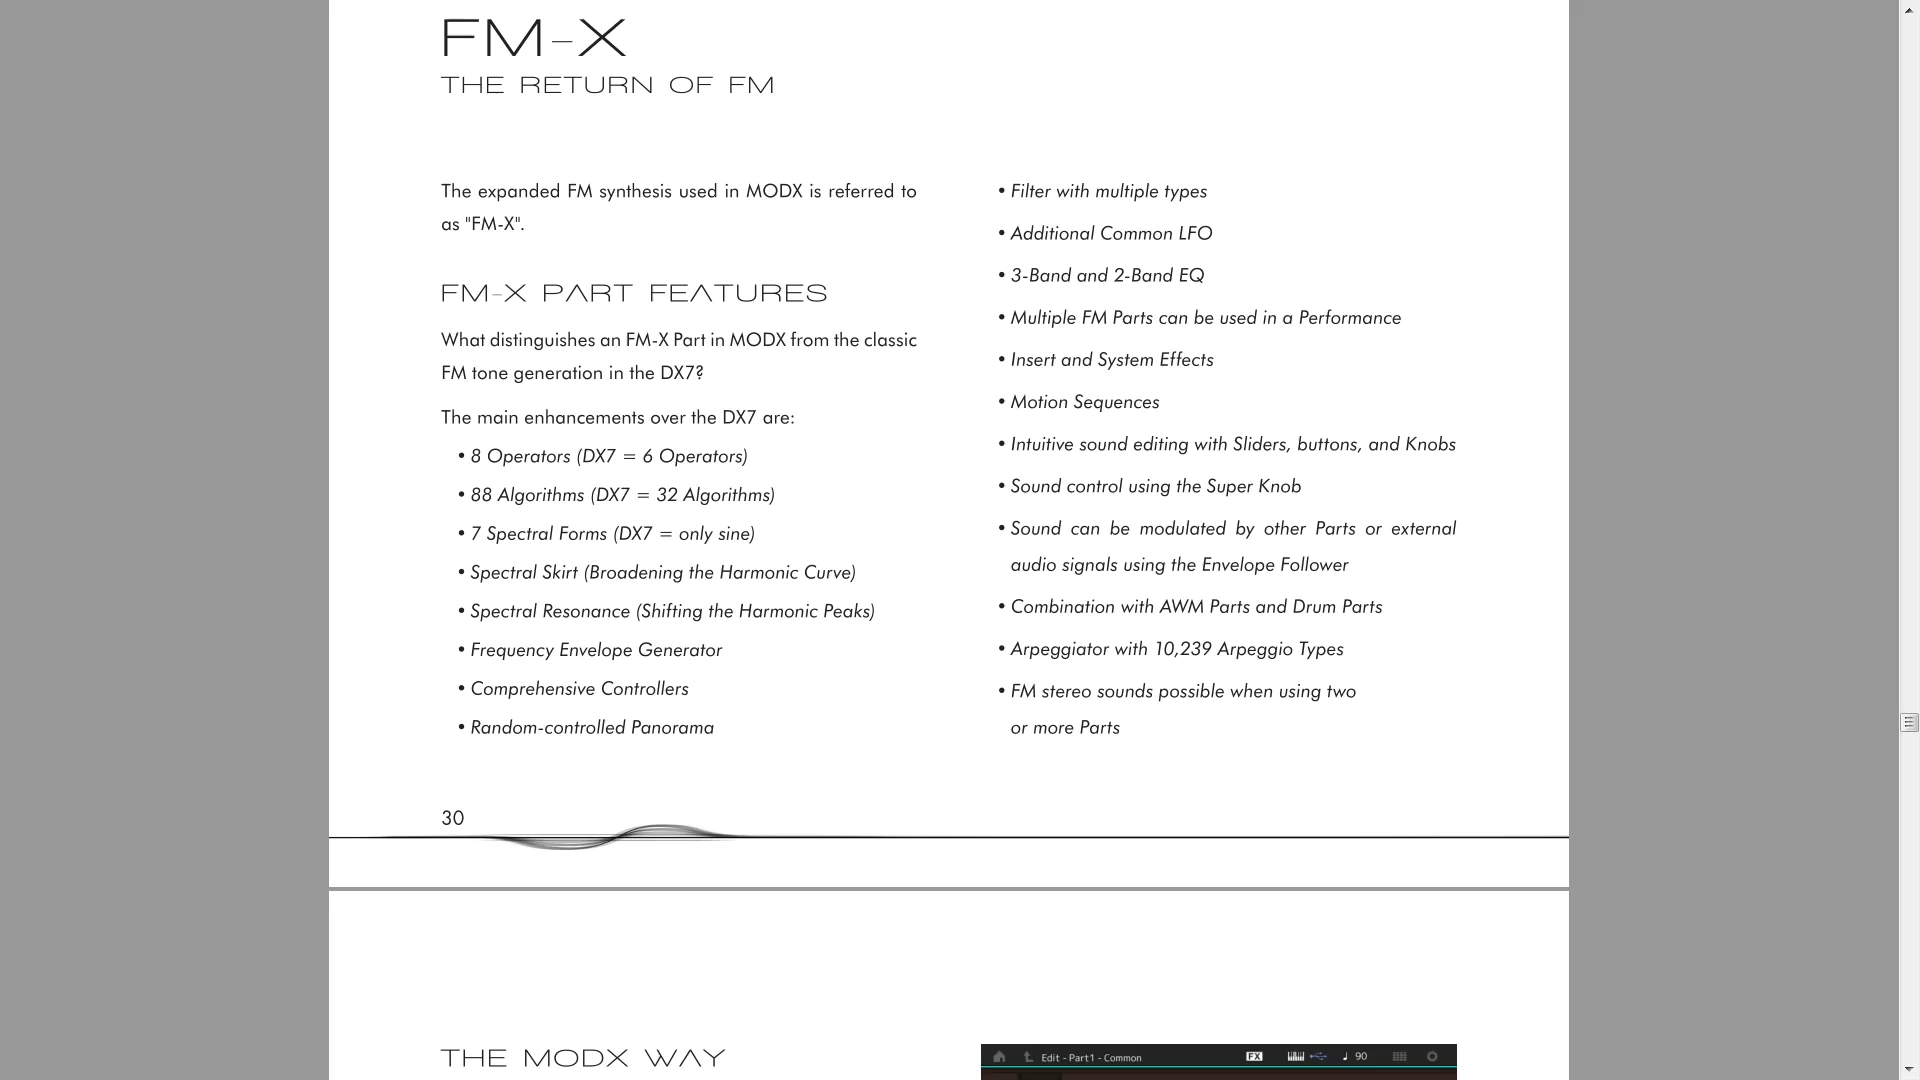 FM-X
THE RETURN OF FM
The expanded FM synthesis used in MODX is referred to
as "FM-X".
FM-X PART FEATURES
What distinguishes an FM-X Part in MODX from the classic
FM tone generation in the DX7?
The main enhancements over the DX7 are:
• 8 Operators (DX7 = 6 Operators)
• 88 Algorithms (DX7 = 32 Algorithms)
• 7 Spectral Forms (DX7 = only sine)
• Spectral Skirt (Broadening the Harmonic Curve)
• Spectral Resonance (Shifting the Harmonic Peaks)
• Frequency Envelope Generator
• Comprehensive Controllers
• Random-controlled Panorama
• Filter with multiple types
• Additional Common LFO
• 3-Band and 2-Band EQ
• Multiple FM Parts can be used in a Performance
• Insert and System Effects
• Motion Sequences
• Intuitive sound editing with Sliders, buttons, and Knobs
• Sound control using the Super Knob
• Sound can be modulated by other Parts or external
audio signals using the Envelope Follower
• Combination with AWM Parts and Drum Parts
• Arpeggiator with 10,239 Arpeggio Types
• FM stereo sounds possible when using two
or more Parts
30
THE MODX WAY
Edit - Part1 - Common
FX
90